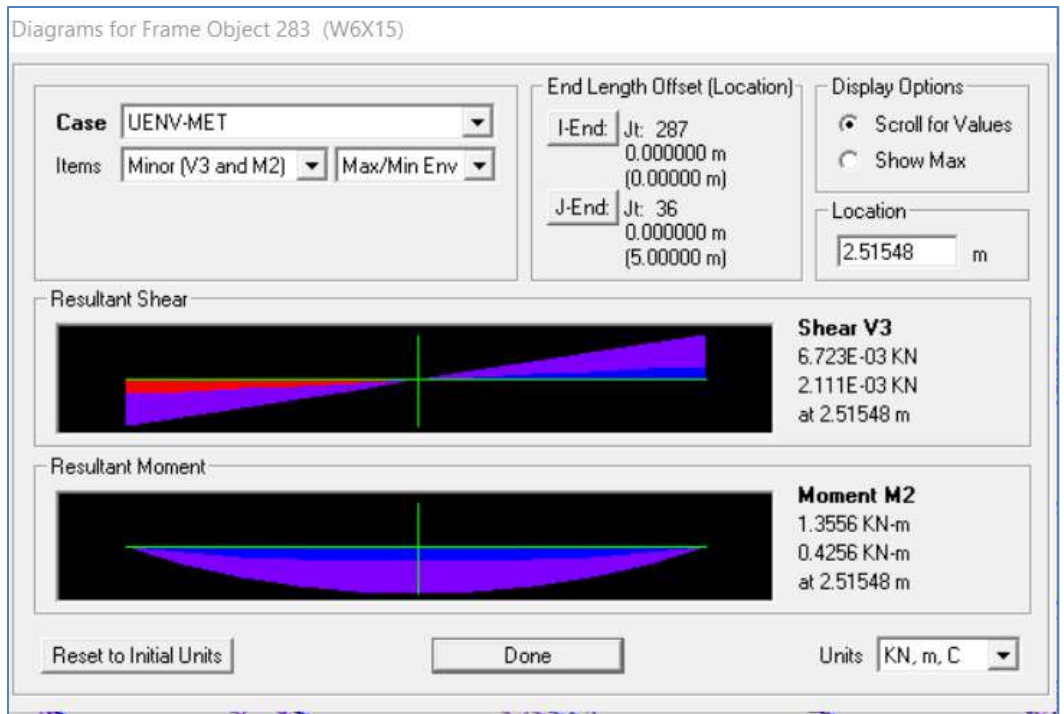 Diagrams for Frame Object 283 (W6X15)
Case UENV-MET
Items Minor (V3 and M2) Max/Min Env
End Length Offset (Location)
I-End: Jt: 287
0.000000 m
(0.00000 m)
J-End: Jt: 36
0.000000 m
(5.00000 m)
Display Options
Scroll for Values
Show Max
Location
2.51548 m
Resultant Shear
Shear V3
6.723E-03 KN
2.111E-03 KN
at 2.51548 m
Resultant Moment
Moment M2
1.3556 KN-m
0.4256 KN-m
at 2.51548 m
Reset to Initial Units
Done
Units KN, m, C